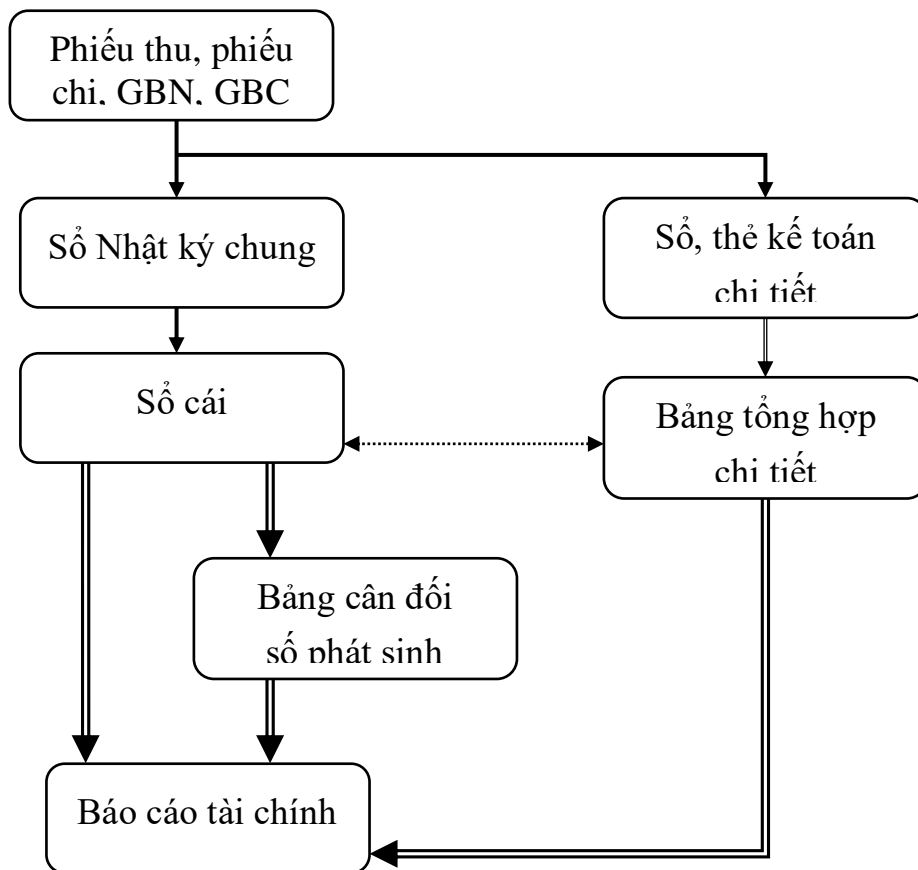 Phiếu thu, phiếu
chi, GBN, GBC
Sổ Nhật ký chung
Sổ, thẻ kế toán
chi tiết
Sổ cái
Bảng tổng hợp
chi tiết
Bảng cân đối
số phát sinh
Báo cáo tài chính